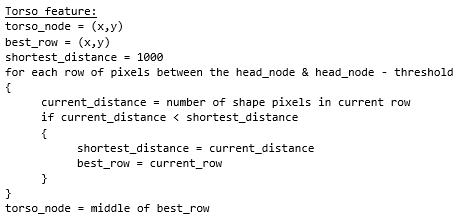 Torso feature:
torso_node = (x,y)
best_row = (x,y)
shortest_distance = 1000
for each row of pixels between the head_node & head_node - threshold
{
current_distance = number of shape pixels in current row
if current_distance < shortest_distance
{
shortest_distance = current_distance
best_row = current_row
}
}
torso_node = middle of best_row